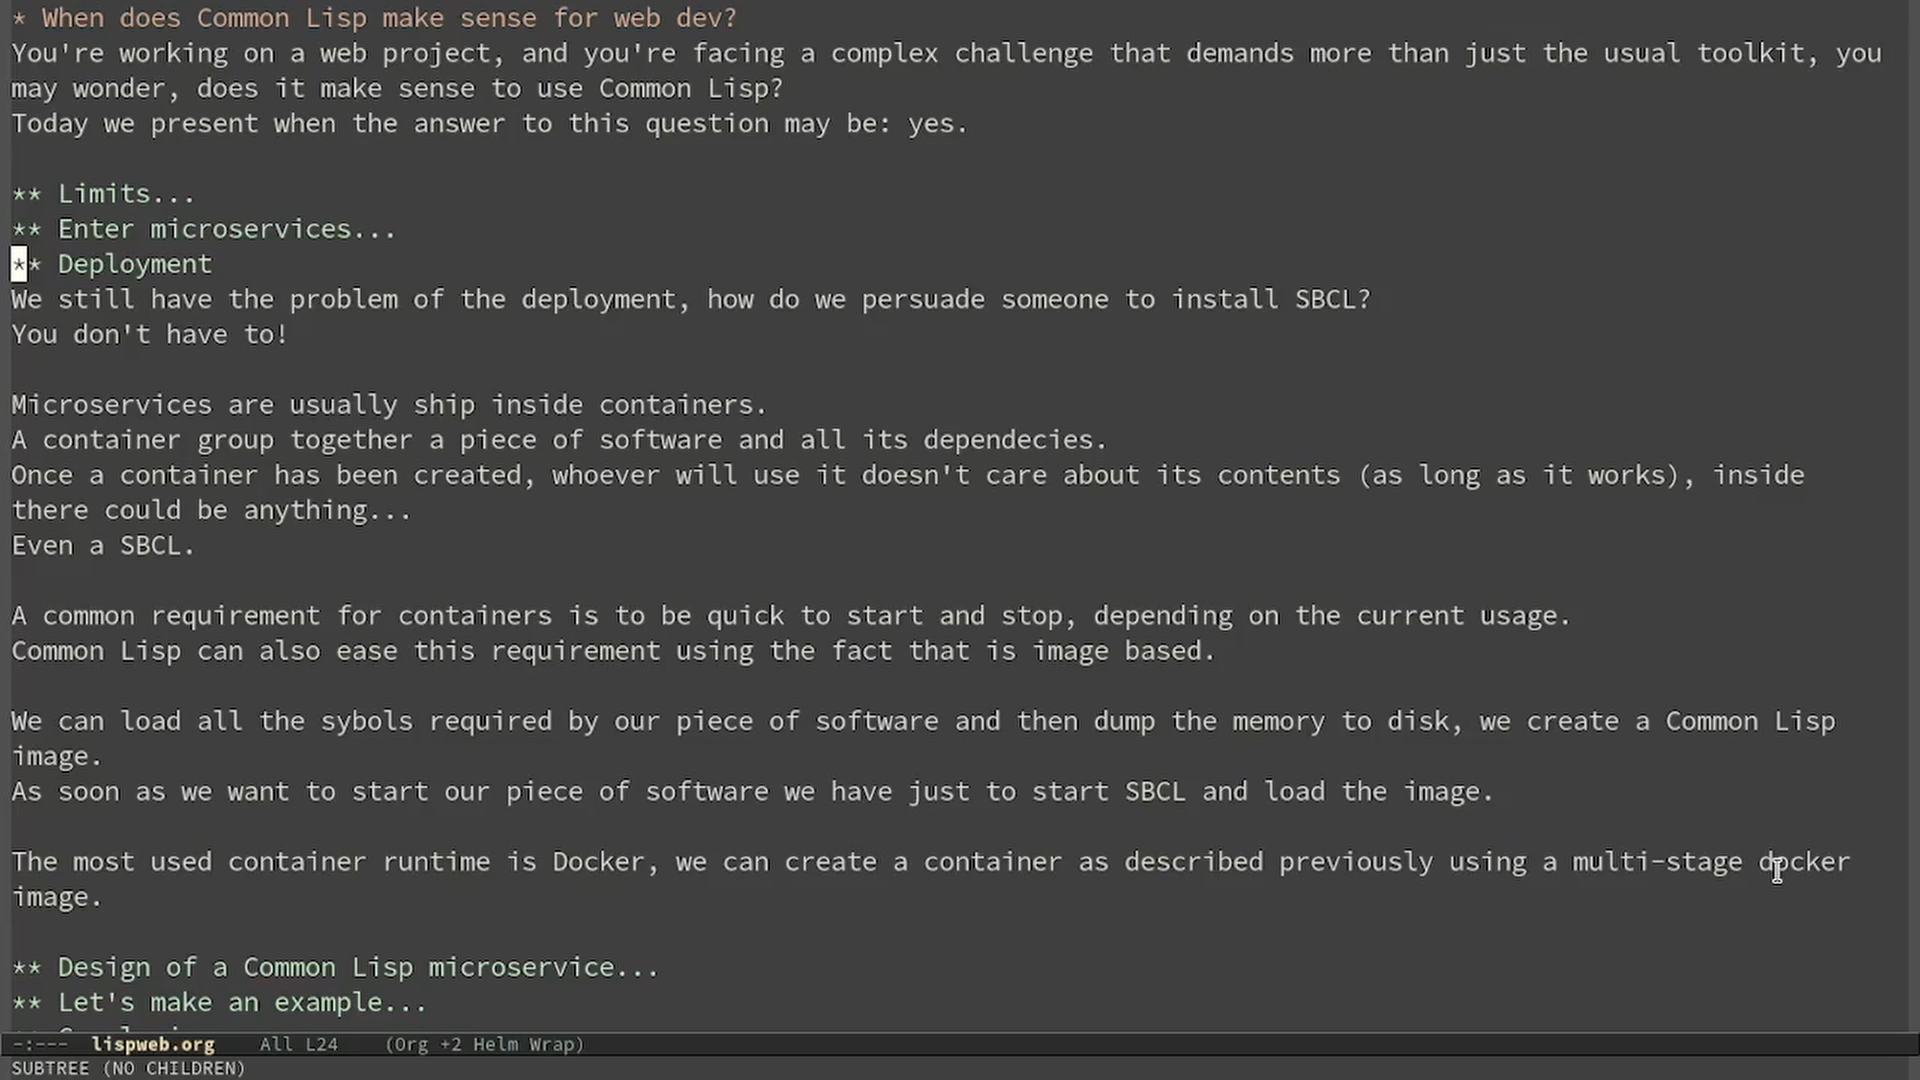 * When does Common Lisp make sense for web dev?
You're working on a web project, and you're facing a complex challenge that demands more than just the usual toolkit, you
may wonder, does it make sense to use Common Lisp?
Today we present when the answer to this question may be: yes.
** Limits...
** Enter microservices...
** Deployment
We still have the problem of the deployment, how do we persuade someone to install SBCL?
You don't have to!
Microservices are usually ship inside containers.
A container group together a piece of software and all its dependecies.
Once a container has been created, whoever will use it doesn't care about its contents (as long as it works), inside
there could be anything...
Even a SBCL.
A common requirement for containers is to be quick to start and stop, depending on the current usage.
Common Lisp can also ease this requirement using the fact that is image based.
We can load all the sybols required by our piece of software and then dump the memory to disk, we create a Common Lisp
image.
As soon as we want to start our piece of software we have just to start SBCL and load the image.
The most used container runtime is Docker, we can create a container as described previously using a multi-stage docker
image.
** Design of a Common Lisp microservice...
** Let's make an example...
-:--- lispweb.org All L24 (Org +2 Helm Wrap)
SUBTREE (NO CHILDREN)